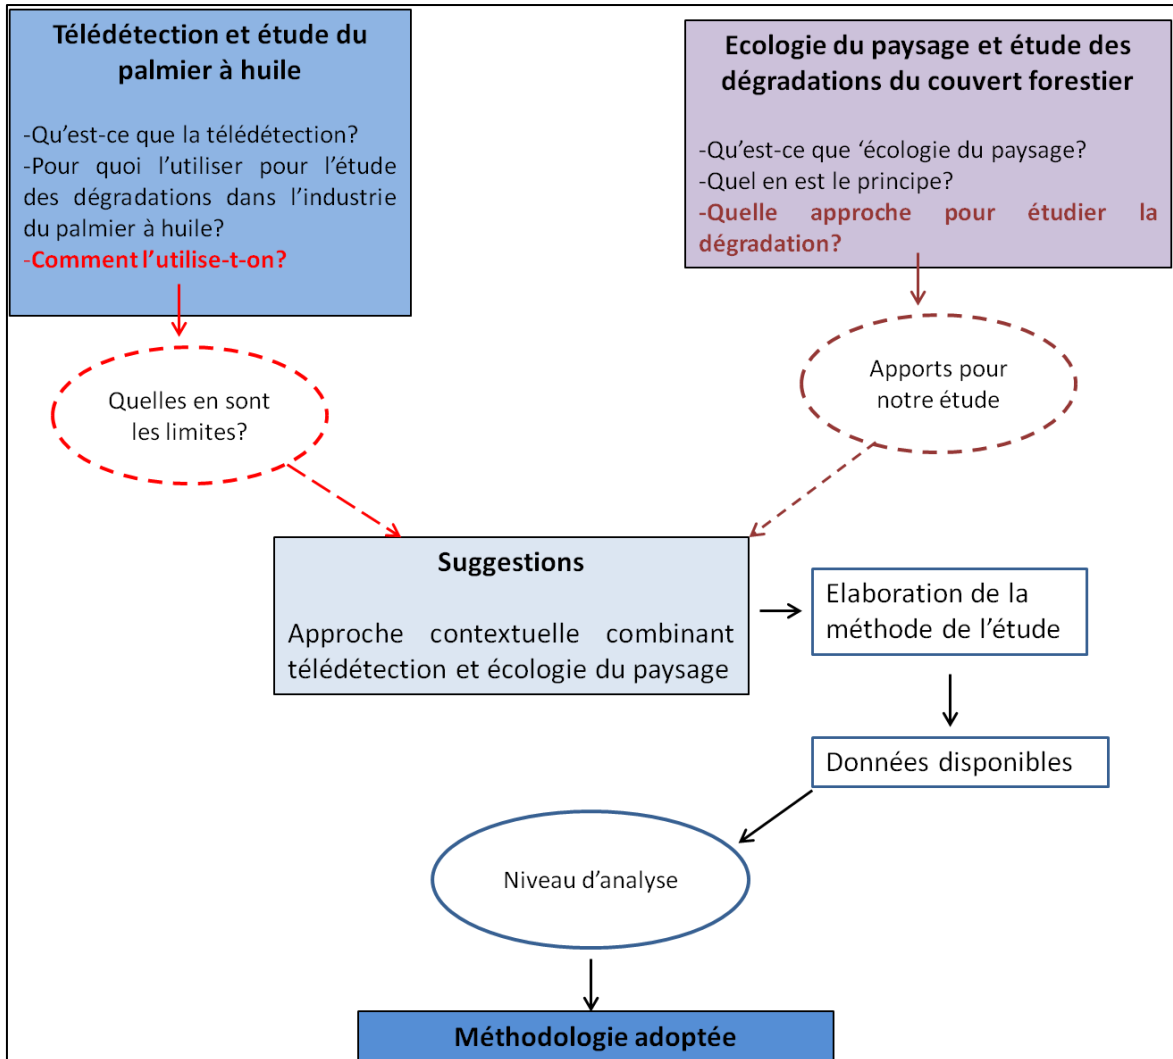 Télédétection et étude du
palmier à huile
-Qu’est-ce que la télédétection?
-Pour quoi l’utiliser pour l’étude
des dégradations dans l’industrie
du palmier à huile?
-Comment l’utilise-t-on?
Ecologie du paysage et étude des
dégradations du couvert forestier
-Qu’est-ce que ‘écologie du paysage?
-Quel en est le principe?
-Quelle approche pour étudier la
dégradation?
Quelles en sont
les limites?
Apports pour
notre étude
Suggestions
Approche contextuelle combinant
télédétection et écologie du paysage
Elaboration de la
méthode de l’étude
Données disponibles
Niveau d’analyse
Méthodologie adoptée